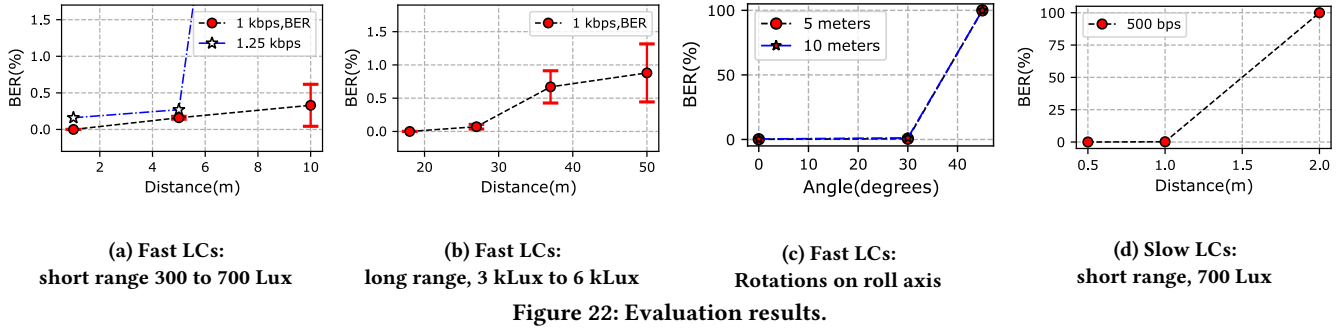 1.5
1.0
0.5
0.0
BER(%)
2 4 6 8 10
Distance(m)
1 kbps,BER
1.25 kbps
(a) Fast LCs:
short range 300 to 700 Lux
1.5
1.0
0.5
0.0
BER(%)
20 30 40 50
Distance(m)
1 kbps,BER
(b) Fast LCs:
long range, 3 kLux to 6 kLux
100
50
0
BER(%)
0 20 40
Angle(degrees)
5 meters
10 meters
(c) Fast LCs:
Rotations on roll axis
100
75
50
25
0
BER(%)
0.5 1.0 1.5 2.0
Distance(m)
500 bps
(d) Slow LCs:
short range, 700 Lux
Figure 22: Evaluation results.